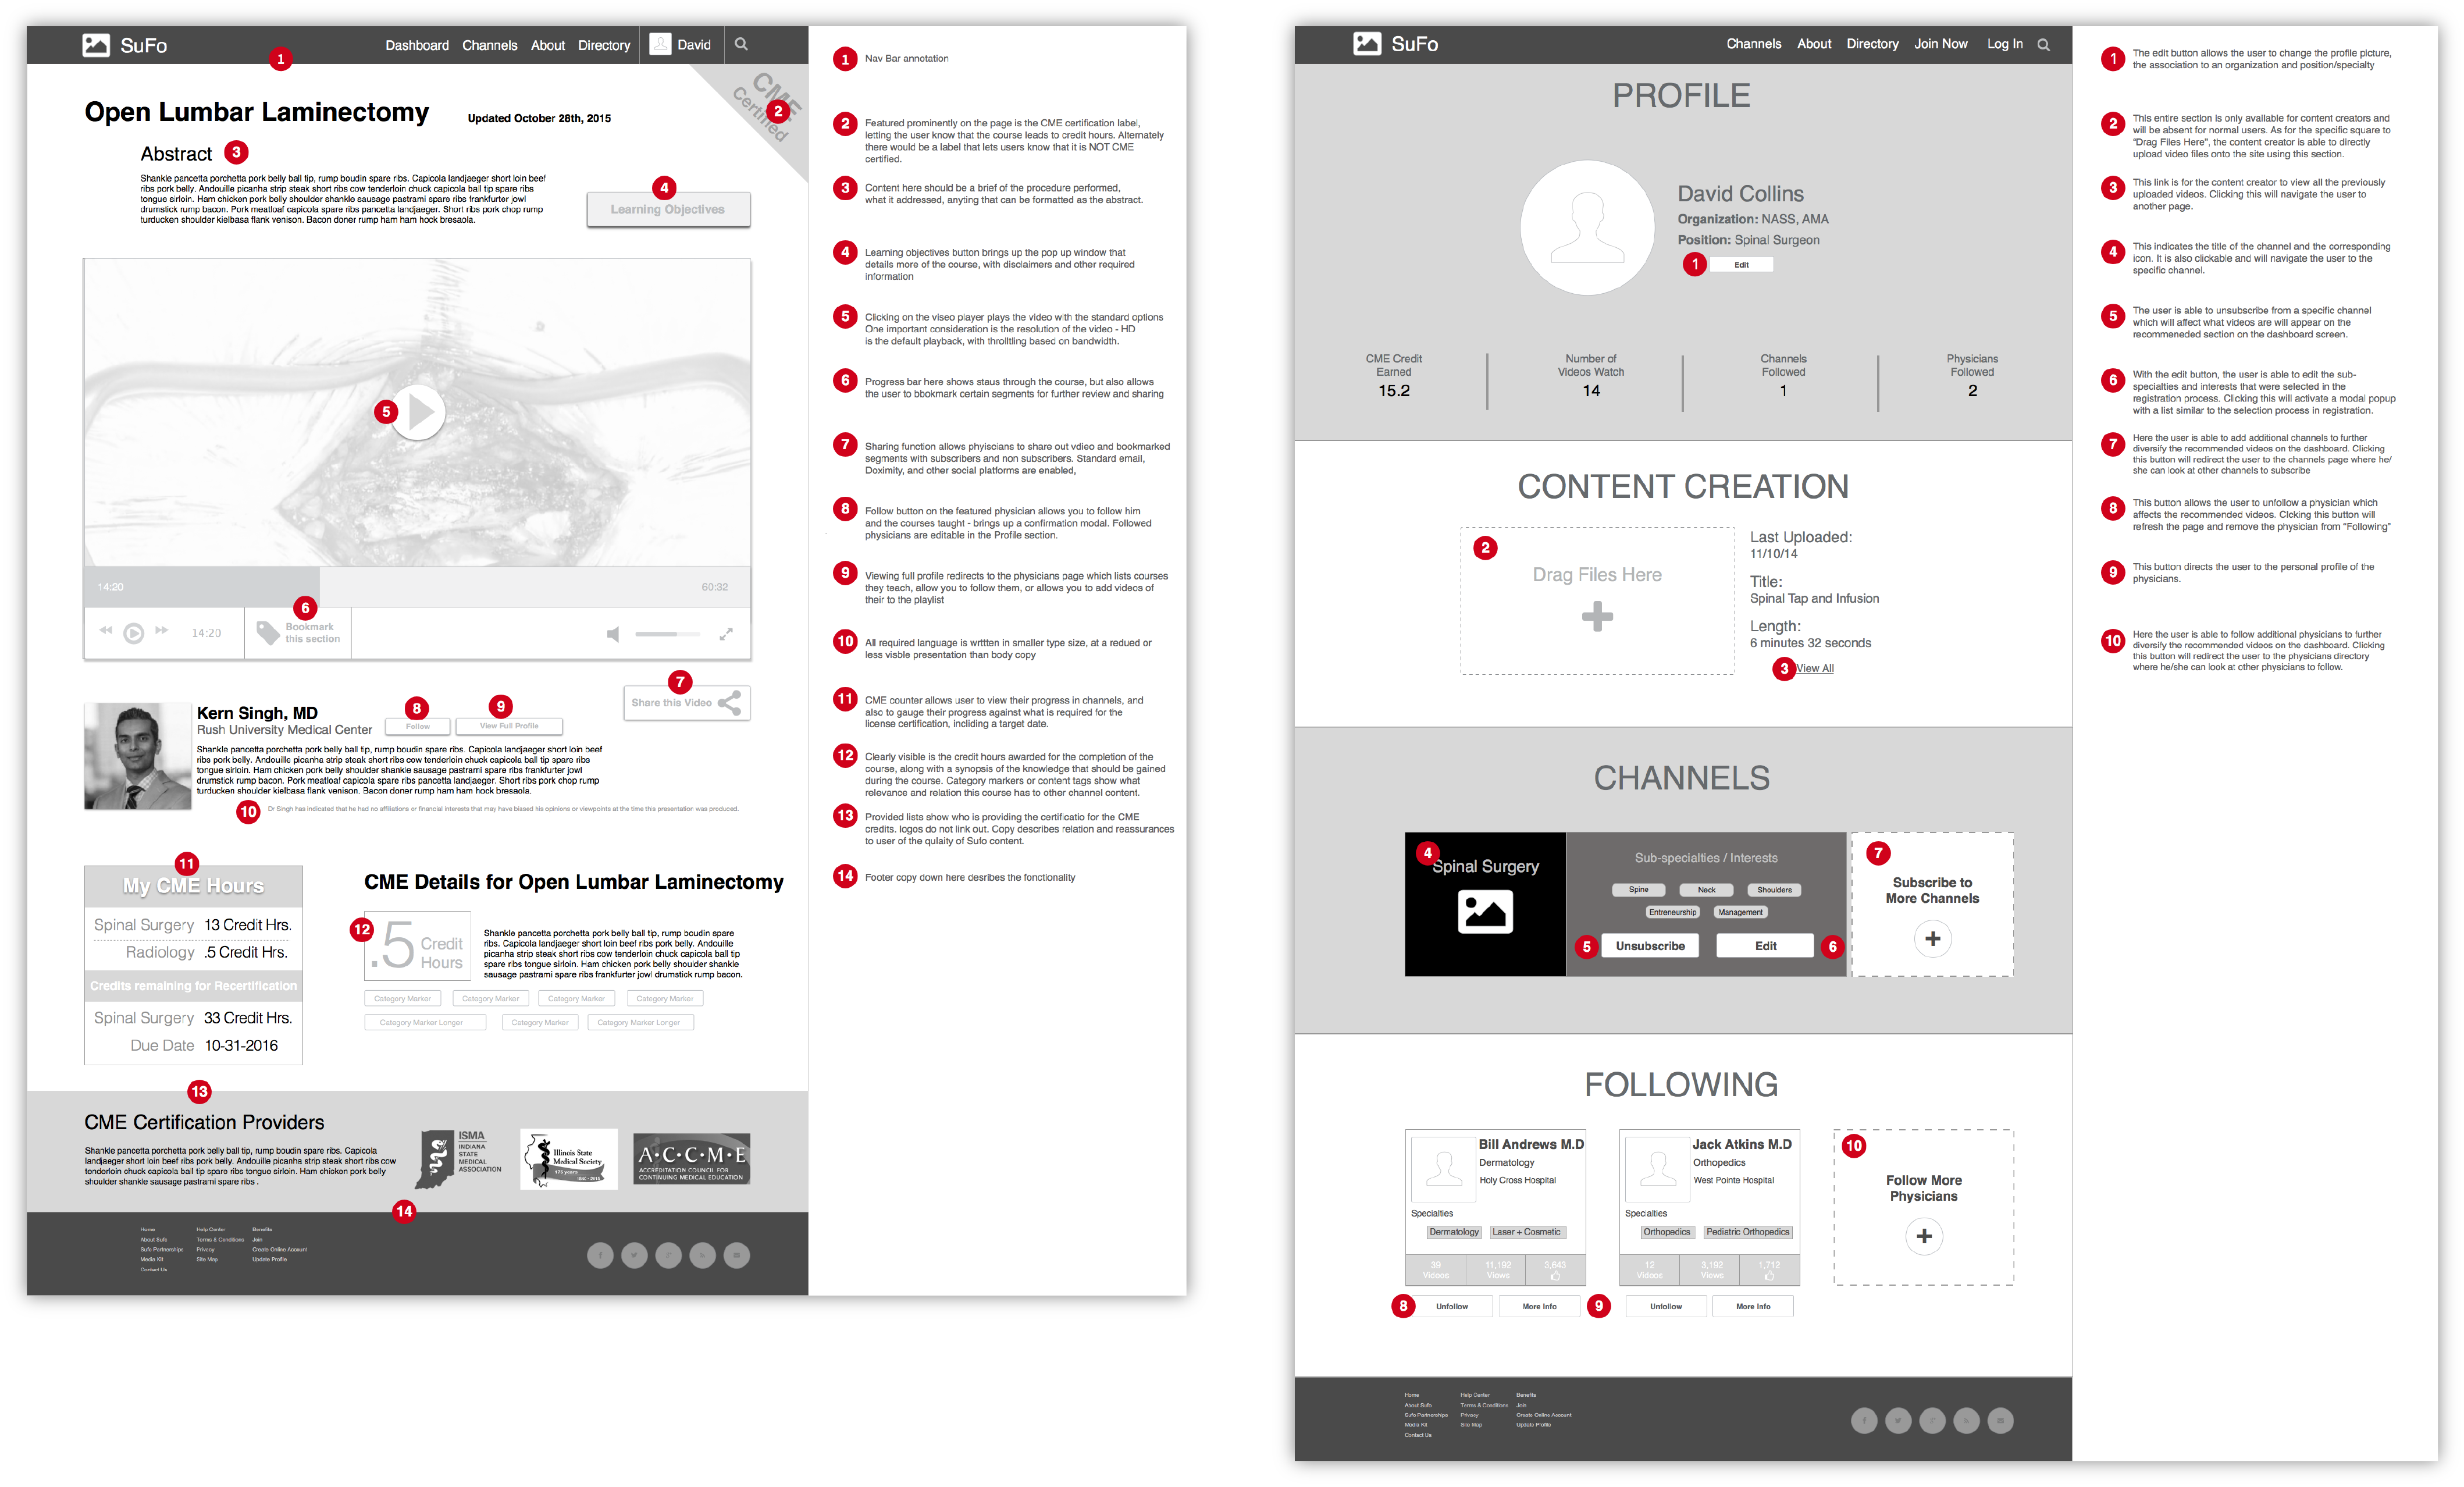 SuFo
Dashboard Channels About Directory David
1
Open Lumbar Laminectomy
Updated October 28th, 2015
CME
Certified
2
Abstract 3
Shankle pancetta porchetta pork belly ball tip, rump boudin spare ribs. Capicola landjaeger short loin beef
ribs pork belly. Andouille picanha strip steak short ribs cow tenderloin chuck capicola ball tip spare ribs
tongue sirloin. Ham chicken pork belly shoulder shankle sausage pastrami spare ribs frankfurter jowl
drumstick rump bacon. Pork meatloaf capicola spare ribs pancetta landjaeger. Short ribs pork chop rump
turducken shoulder kielbasa flank venison. Bacon doner rump ham ham hock bresaola.
4
Learning Objectives
5
14:20 60:32
6
14:20
Bookmark
this section
7
Share this Video
Kern Singh, MD
Rush University Medical Center
8
Follow
9
View Full Profile
Shankle pancetta porchetta pork belly ball tip, rump boudin spare ribs. Capicola landjaeger short loin beef
ribs pork belly. Andouille picanha strip steak short ribs cow tenderloin chuck capicola ball tip spare ribs
tongue sirloin. Ham chicken pork belly shoulder shankle sausage pastrami spare ribs frankfurter jowl
drumstick rump bacon. Pork meatloaf capicola spare ribs pancetta landjaeger. Short ribs pork chop rump
turducken shoulder kielbasa flank venison. Bacon doner rump ham ham hock bresaola.
10
Dr Singh has indicated that he had no affiliations or financial interests that may have biased his opinions or viewpoints at the time this presentation was produced.
11
My CME Hours
Spinal Surgery 13 Credit Hrs.
Radiology .5 Credit Hrs.
Credits remaining for Recertification
Spinal Surgery 33 Credit Hrs.
Due Date 10-31-2016
CME Details for Open Lumbar Laminectomy
12
.5 Credit
Hours
Shankle pancetta porchetta pork belly ball tip, rump boudin spare
ribs. Capicola landjaeger short loin beef ribs pork belly. Andouille
picanha strip steak short ribs cow tenderloin chuck capicola ball tip
spare ribs tongue sirloin. Ham chicken pork belly shoulder shankle
sausage pastrami spare ribs frankfurter jowl drumstick rump bacon.
Category Marker Category Marker Category Marker Category Marker
Category Marker Longer Category Marker Category Marker Longer
13
CME Certification Providers
Shankle pancetta porchetta pork belly ball tip, rump boudin spare ribs. Capicola
landjaeger short loin beef ribs pork belly. Andouille picanha strip steak short ribs cow
tenderloin chuck capicola ball tip spare ribs tongue sirloin. Ham chicken pork belly
shoulder shankle sausage pastrami spare ribs .
ISMA
INDIANA
STATE
MEDICAL
ASSOCIATION
Illinois State
Medical Society
175 years
1840 - 2015
A·C·C·M·E
ACCREDITATION COUNCIL FOR
CONTINUING MEDICAL EDUCATION
14
Home Help Center Benefits
About Sufo Terms & Conditions Join
Sufo Partnerships Privacy Create Online Account
Media Kit Site Map Update Profile
Contact Us
1 Nav Bar annotation
2 Featured prominently on the page is the CME certification label,
letting the user know that the course leads to credit hours. Alternately
there would be a label that lets users know that it is NOT CME
certified.
3 Content here should be a brief of the procedure performed,
what it addressed, anyting that can be formatted as the abstract.
4 Learning objectives button brings up the pop up window that
details more of the course, with disclaimers and other required
information
5 Clicking on the viseo player plays the video with the standard options
One important consideration is the resolution of the video - HD
is the default playback, with throlltling based on bandwidth.
6 Progress bar here shows staus through the course, but also allows
the user to bbokmark certain segments for further review and sharing
7 Sharing function allows phyiscians to share out vdieo and bookmarked
segments with subscribers and non subscribers. Standard email,
Doximity, and other social platforms are enabled,
8 Follow button on the featured physician allows you to follow him
and the courses taught - brings up a confirmation modal. Followed
physicians are editable in the Profile section.
9 Viewing full profile redirects to the physicians page which lists courses
they teach, allow you to follow them, or allows you to add videos of
their to the playlist
10 All required language is wrttten in smaller type size, at a redued or
less visble presentation than body copy
11 CME counter allows user to view their progress in channels, and
also to gauge their progress against what is required for the
license certification, incliding a target date.
12 Clearly visible is the credit hours awarded for the completion of the
course, along with a synopsis of the knowledge that should be gained
during the course. Category markers or content tags show what
relevance and relation this course has to other channel content.
13 Provided lists show who is providing the certificatio for the CME
credits. logos do not link out. Copy describes relation and reassurances
to user of the qulaity of Sufo content.
14 Footer copy down here desribes the fonctionality
SuFo
Channels About Directory Join Now Log In
PROFILE
David Collins
Organization: NASS, AMA
Position: Spinal Surgeon
1 Edit
CME Credit
Earned
15.2
Number of
Videos Watch
14
Channels
Followed
1
Physicians
Followed
2
CONTENT CREATION
2
Drag Files Here
Last Uploaded:
11/10/14
Title:
Spinal Tap and Infusion
Length:
6 minutes 32 seconds
3 View All
CHANNELS
4
Spinal Surgery
Sub-specialties / Interests
Spine Neck Shoulders
Entreneurship Management
5 Unsubscribe Edit 6
7
Subscribe to
More Channels
FOLLOWING
Bill Andrews M.D
Dermatology
Holy Cross Hospital
Specialties
Dermatology Laser + Cosmetic
39
Videos
11,192
Views
3,643
8 Unfollow More Info 9
Jack Atkins M.D
Orthopedics
West Pointe Hospital
Specialties
Orthopedics Pediatric Orthopedics
12
Videos
3,192
Views
1,712
Unfollow More Info
10
Follow More
Physicians
Home Help Center Benefits
About Sufo Terms & Conditions Join
Sufo Partnerships Privacy Create Online Account
Media Kit Site Map Update Profile
Contact Us
1 The edit button allows the user to change the profile picture,
the association to an organization and position/specialty
2 This entire section is only available for content creators and
will be absent for normal users. As for the specific square to
"Drag Files Here", the content creator is able to directly
upload video files onto the site using this section.
3 This link is for the content creator to view all the previously
uploaded videos. Clicking this will navigate the user to
another page.
4 This indicates the title of the channel and the corresponding
icon. It is also clickable and will navigate the user to the
specific channel.
5 The user is able to unsubscribe from a specific channel
which will affect what videos are will appear on the
recommeneded section on the dashboard screen.
6 With the edit button, the user is able to edit the sub-
specialties and interests that were selected in the
registration process. Clicking this will activate a modal popup
with a list similar to the selection process in registration.
7 Here the user is able to add additional channels to further
diversify the recommended videos on the dashboard. Clicking
this button will redirect the user to the channels page where he/
she can look at other channels to subscribe
8 This button allows the user to unfollow a physician which
affects the recommended videos. Clcking this button will
refresh the page and remove the physician from "Following"
9 This button directs the user to the personal profile of the
physicians.
10 Here the user is able to follow additional physicians to further
diversify the recommended videos on the dashboard. Clicking
this button will redirect the user to the physicians directory
where he/she can look at other physicians to follow.